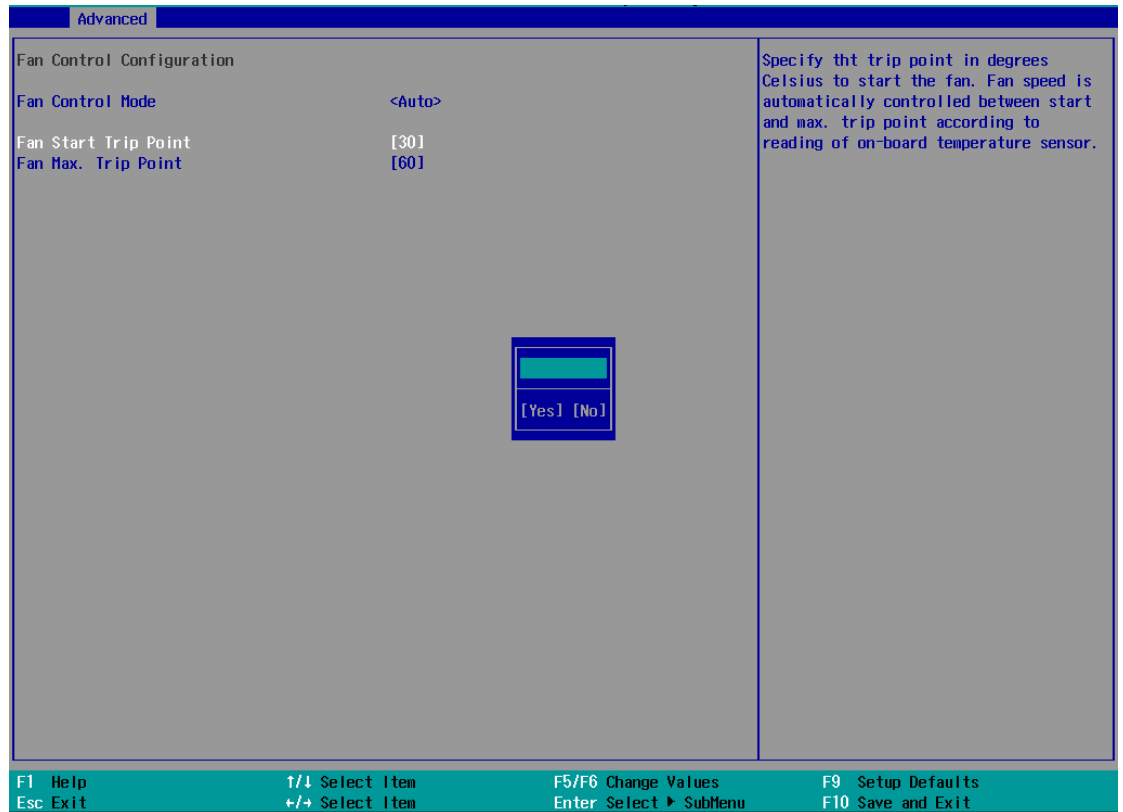 Advanced
Fan Control Configuration
Fan Control Mode <Auto>
Fan Start Trip Point [30]
Fan Max. Trip Point [60]
Specify tht trip point in degrees
Celsius to start the fan. Fan speed is
automatically controlled between start
and max. trip point according to
reading of on-board temperature sensor.
[Yes] [No]
F1 Help ↑/↓ Select Item F5/F6 Change Values F9 Setup Defaults
Esc Exit ←/→ Select Item Enter Select ▶ SubMenu F10 Save and Exit